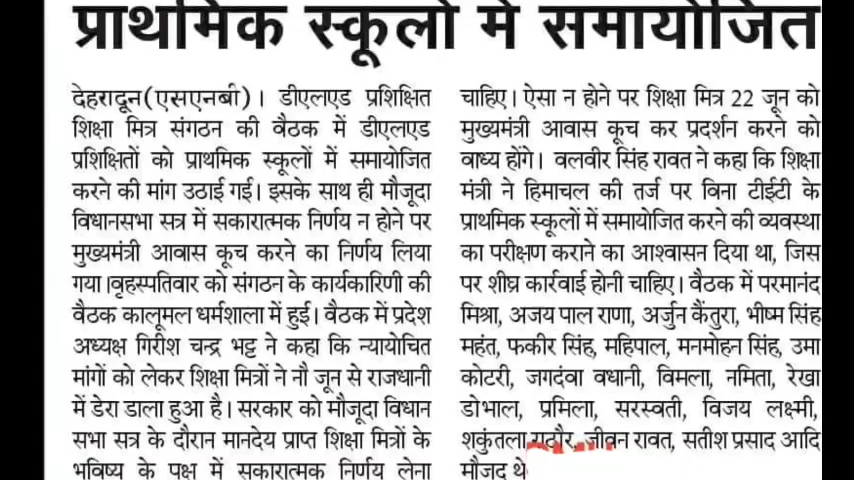 प्राथमिक स्कूलों में समायोजित
देहरादून(एसएनबी)। डीएलएड प्रशिक्षित
शिक्षा मित्र संगठन की बैठक में डीएलएड
प्रशिक्षितों को प्राथमिक स्कूलों में समायोजित
करने की मांग उठाई गई। इसके साथ ही मौजूदा
विधानसभा सत्र में सकारात्मक निर्णय न होने पर
मुख्यमंत्री आवास कूच करने का निर्णय लिया
गया।वृहस्पतिवार को संगठन के कार्यकारिणी की
बैठक कालूमल धर्मशाला में हुई। बैठक में प्रदेश
अध्यक्ष गिरीश चन्द्र भट्ट ने कहा कि न्यायोचित
मांगों को लेकर शिक्षा मित्रों ने नौ जून से राजधानी
में डेरा डाला हुआ है। सरकार को मौजूदा विधान
सभा सत्र के दौरान मानदेय प्राप्त शिक्षा मित्रों के
भविष्य के पक्ष में सकारात्मक निर्णय लेना
चाहिए। ऐसा न होने पर शिक्षा मित्र 22 जून को
मुख्यमंत्री आवास कूच कर प्रदर्शन करने को
वाध्य होंगे। वलवीर सिंह रावत ने कहा कि शिक्षा
मंत्री ने हिमाचल की तर्ज पर विना टीईटी के
प्राथमिक स्कूलों में समायोजित करने की व्यवस्था
का परीक्षण कराने का आश्वासन दिया था, जिस
पर शीघ्र कार्रवाई होनी चाहिए। बैठक में परमानंद
मिश्रा, अजय पाल राणा, अर्जुन कैंतुरा, भीष्म सिंह
महंत, फकीर सिंह, महिपाल, मनमोहन सिंह, उमा
कोटरी, जगदंवा वधानी, विमला, नमिता, रेखा
डोभाल, प्रमिला, सरस्वती, विजय लक्ष्मी,
शकुंतला राठौर, जीवन रावत, सतीश प्रसाद आदि
मौजूद थे